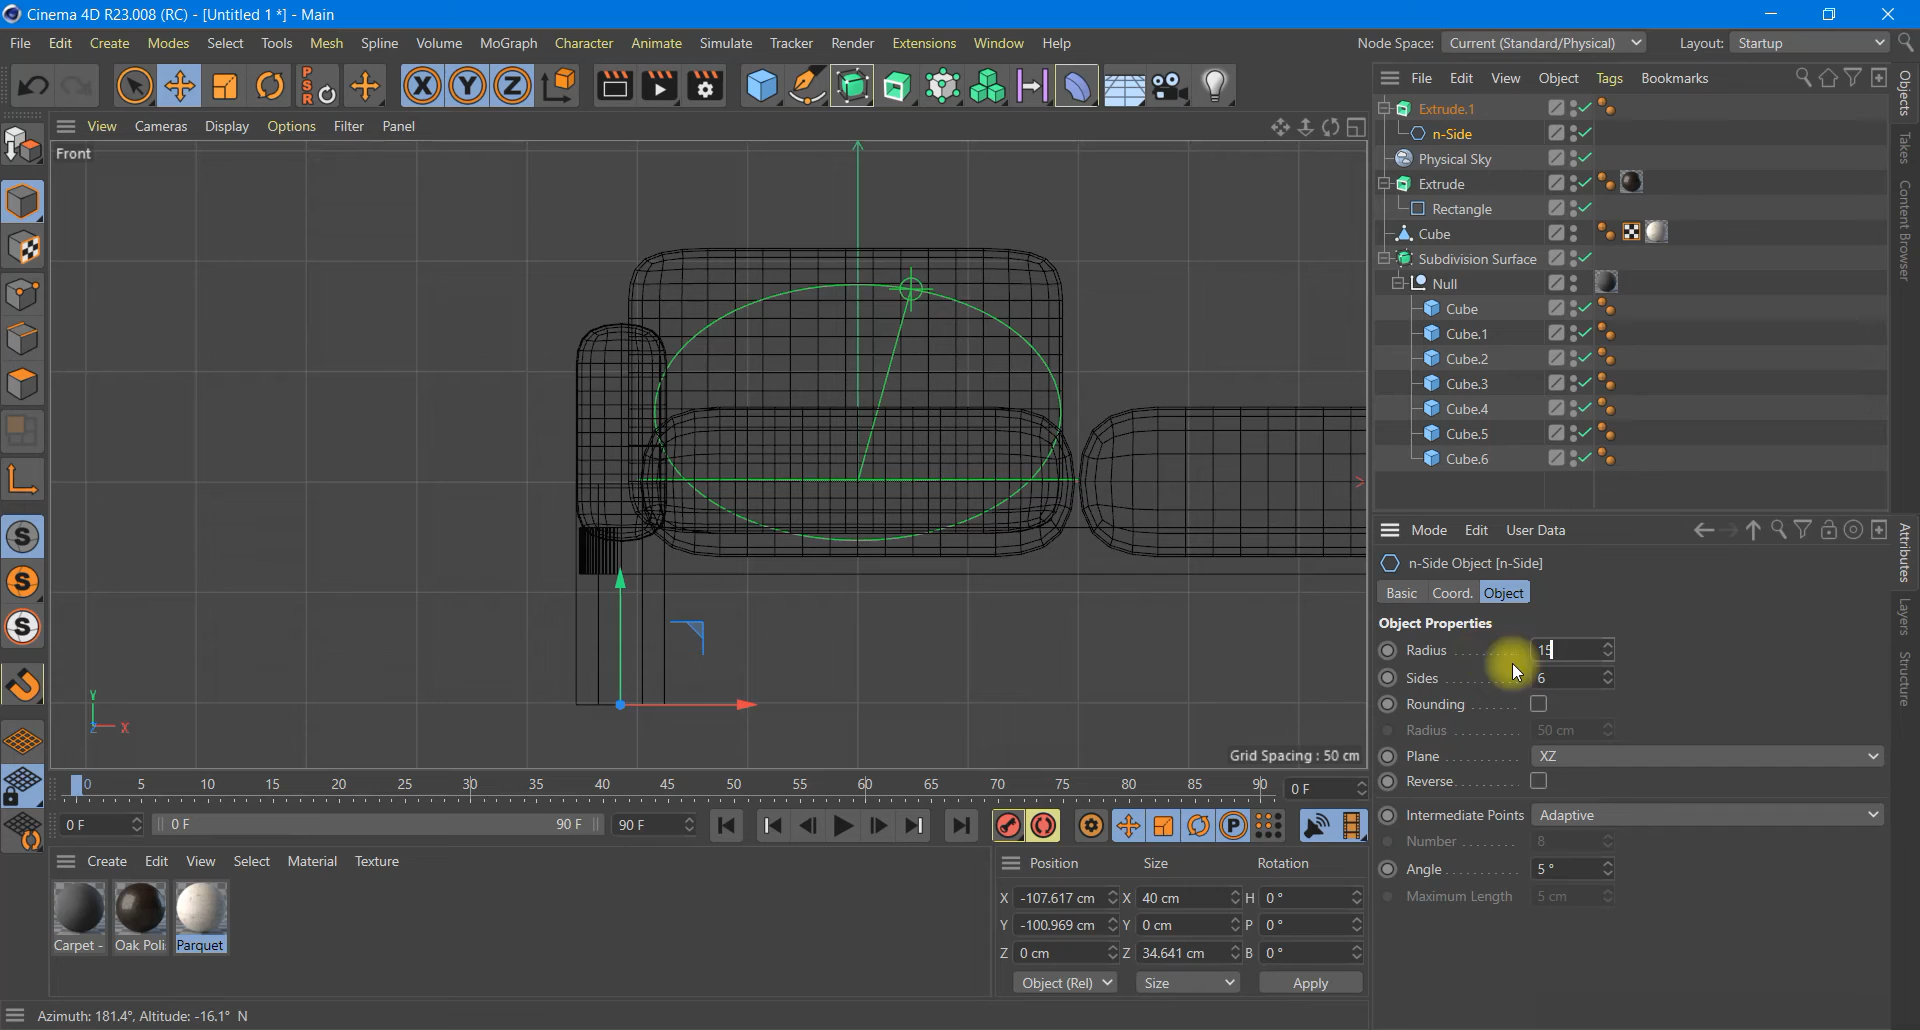 Cinema 4D R23.008 (RC) - [Untitled 1 *] - Main
File Edit Create Modes Select Tools Mesh Spline Volume MoGraph Character Animate Simulate Tracker Render Extensions Window Help
Node Space: Current (Standard/Physical) Layout: Startup
P S R X Y Z
File Edit View Object Tags Bookmarks
View Cameras Display Options Filter Panel
Front
Extrude.1
n-Side
Physical Sky
Extrude
Rectangle
Cube
Subdivision Surface
Null
Cube
Cube.1
Cube.2
Cube.3
Cube.4
Cube.5
Cube.6
Objects
Takes
Content Browser
Mode Edit User Data
n-Side Object [n-Side]
Basic Coord. Object
Object Properties
Radius 15
Sides 6
Rounding
Radius 50 cm
Plane XZ
Reverse
Intermediate Points Adaptive
Number 8
Angle 5 °
Maximum Length 5 cm
Attributes
Layers
Structure
S
S
S
Y
Z X
Grid Spacing : 50 cm
0 5 10 15 20 25 30 35 40 45 50 55 60 65 70 75 80 85 90 0 F
0 F 0 F 90 F 90 F P
Create Edit View Select Material Texture
Carpet - Oak Poli Parquet
Position Size Rotation
X -107.617 cm X 40 cm H 0 °
Y -100.969 cm Y 0 cm P 0 °
Z 0 cm Z 34.641 cm B 0 °
Object (Rel) Size Apply
Azimuth: 181.4°, Altitude: -16.1° N